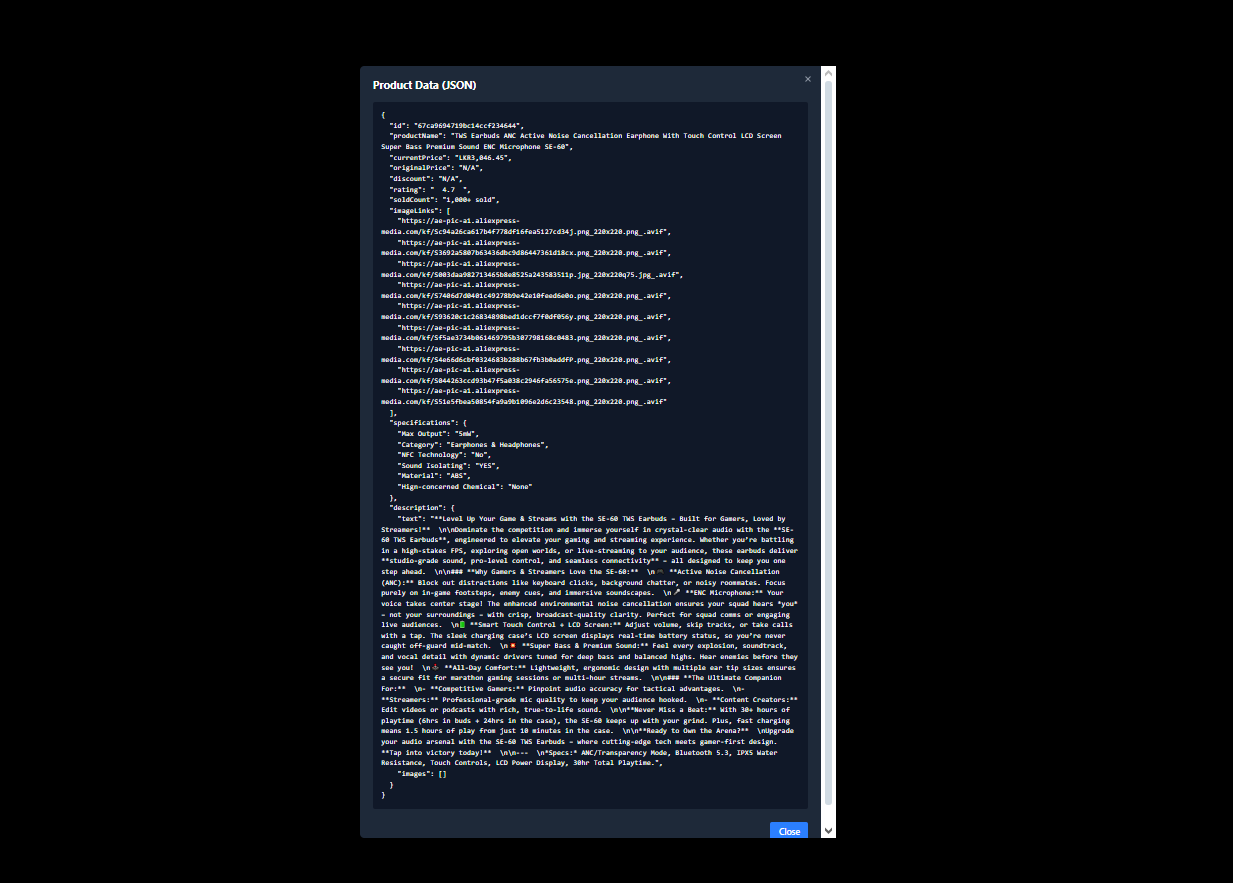 Product Data (JSON)
×
{
"id": "67ca9694719bc14ccf234644",
"productName": "TWS Earbuds ANC Active Noise Cancellation Earphone With Touch Control LCD Screen
Super Bass Premium Sound ENC Microphone SE-60",
"currentPrice": "LKR3,046.45",
"originalPrice": "N/A",
"discount": "N/A",
"rating": "  4.7  ",
"soldCount": "1,000+ sold",
"imageLinks": [
"https://ae-pic-a1.aliexpress-
media.com/kf/Sc94a26ca617b4f778df16fea5127cd34j.png_220x220.png_.avif",
"https://ae-pic-a1.aliexpress-
media.com/kf/S3692a5807b63436dbc9d86447361d18cx.png_220x220.png_.avif",
"https://ae-pic-a1.aliexpress-
media.com/kf/S003daa982713465b8e8525a243583511p.jpg_220x220q75.jpg_.avif",
"https://ae-pic-a1.aliexpress-
media.com/kf/S7406d7d0401c49278b9e42e10feed6e0o.png_220x220.png_.avif",
"https://ae-pic-a1.aliexpress-
media.com/kf/S93620c1c26834898bed1dccf7f0df056y.png_220x220.png_.avif",
"https://ae-pic-a1.aliexpress-
media.com/kf/Sf5ae3734b061469795b307798168c0483.png_220x220.png_.avif",
"https://ae-pic-a1.aliexpress-
media.com/kf/S4e66d6cbf0324683b288b67fb3b0addfP.png_220x220.png_.avif",
"https://ae-pic-a1.aliexpress-
media.com/kf/S044263ccd93b47f5a038c2946fa56575e.png_220x220.png_.avif",
"https://ae-pic-a1.aliexpress-
media.com/kf/S51e5fbea50854fa9a9b1096e2d6c23548.png_220x220.png_.avif"
],
"specifications": {
"Max Output": "5mW",
"Category": "Earphones & Headphones",
"NFC Technology": "No",
"Sound Isolating": "YES",
"Material": "ABS",
"Hign-concerned Chemical": "None"
},
"description": {
"text": "**Level Up Your Game & Streams with the SE-60 TWS Earbuds – Built for Gamers, Loved by
Streamers!**  \n\nDominate the competition and immerse yourself in crystal-clear audio with the **SE-
60 TWS Earbuds**, engineered to elevate your gaming and streaming experience. Whether you’re battling
in a high-stakes FPS, exploring open worlds, or live-streaming to your audience, these earbuds deliver
**studio-grade sound, pro-level control, and seamless connectivity** – all designed to keep you one
step ahead.  \n\n### **Why Gamers & Streamers Love the SE-60:**  \n🎮 **Active Noise Cancellation
(ANC):** Block out distractions like keyboard clicks, background chatter, or noisy roommates. Focus
purely on in-game footsteps, enemy cues, and immersive soundscapes.  \n🎤 **ENC Microphone:** Your
voice takes center stage! The enhanced environmental noise cancellation ensures your squad hears *you*
– not your surroundings – with crisp, broadcast-quality clarity. Perfect for squad comms or engaging
live audiences.  \n🔋 **Smart Touch Control + LCD Screen:** Adjust volume, skip tracks, or take calls
with a tap. The sleek charging case’s LCD screen displays real-time battery status, so you’re never
caught off-guard mid-match.  \n💥 **Super Bass & Premium Sound:** Feel every explosion, soundtrack,
and vocal detail with dynamic drivers tuned for deep bass and balanced highs. Hear enemies before they
see you!  \n **All-Day Comfort:** Lightweight, ergonomic design with multiple ear tip sizes ensures
a secure fit for marathon gaming sessions or multi-hour streams.  \n\n### **The Ultimate Companion
For:**  \n- **Competitive Gamers:** Pinpoint audio accuracy for tactical advantages.  \n-
**Streamers:** Professional-grade mic quality to keep your audience hooked.  \n- **Content Creators:**
Edit videos or podcasts with rich, true-to-life sound.  \n\n**Never Miss a Beat:** With 30+ hours of
playtime (6hrs in buds + 24hrs in the case), the SE-60 keeps up with your grind. Plus, fast charging
means 1.5 hours of play from just 10 minutes in the case.  \n\n**Ready to Own the Arena?**  \nUpgrade
your audio arsenal with the SE-60 TWS Earbuds – where cutting-edge tech meets gamer-first design.
**Tap into victory today!**  \n\n---  \n*Specs:* ANC/Transparency Mode, Bluetooth 5.3, IPX5 Water
Resistance, Touch Controls, LCD Power Display, 30hr Total Playtime.",
"images": []
}
}
Close